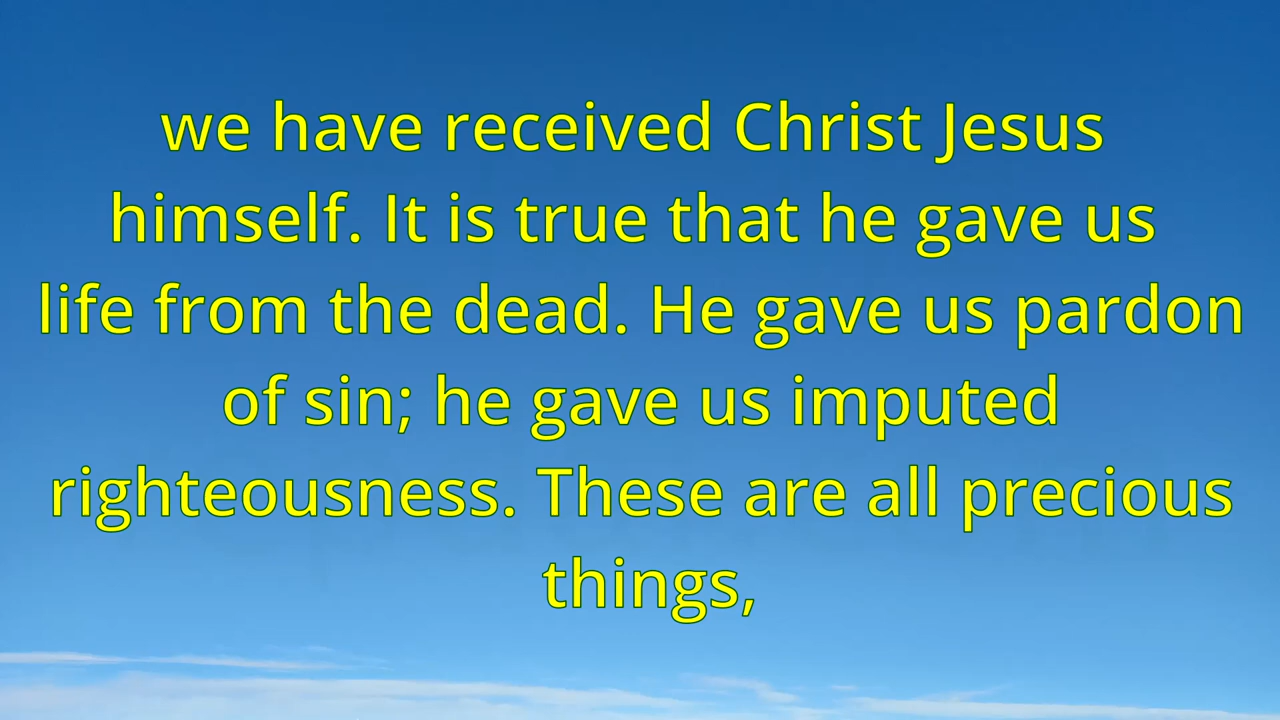 we have received Christ Jesus
himself. It is true that he gave us
life from the dead. He gave us pardon
of sin; he gave us imputed
righteousness. These are all precious
things,